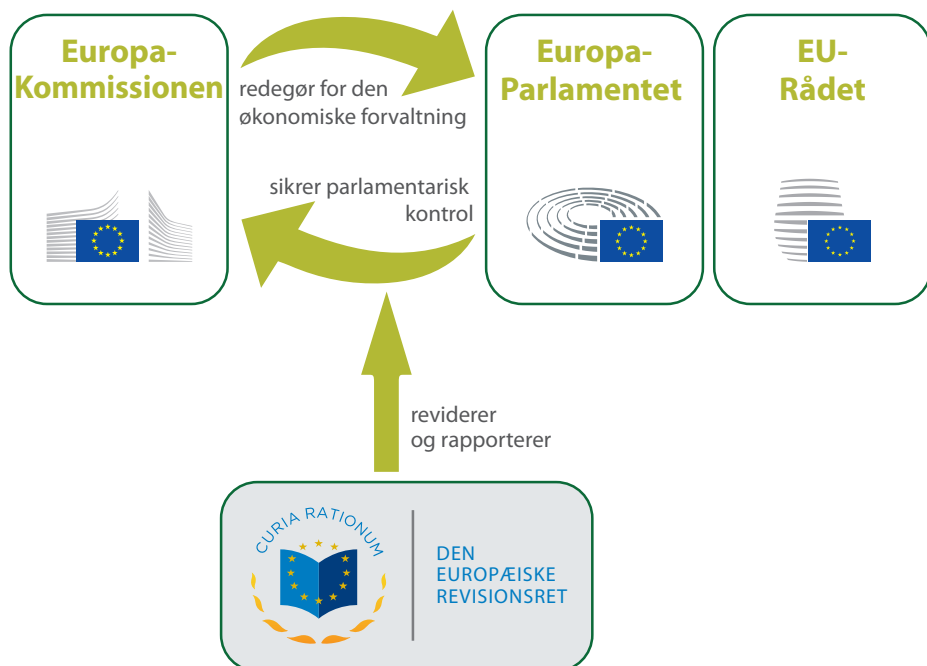 Europa-
Kommissionen
redegør for den
økonomiske forvaltning
Europa-
Parlamentet
EU-
Rådet
sikrer parlamentarisk
kontrol
reviderer
og rapporterer
CURIA RATIONUM
DEN
EUROPÆISKE
REVISIONSRET